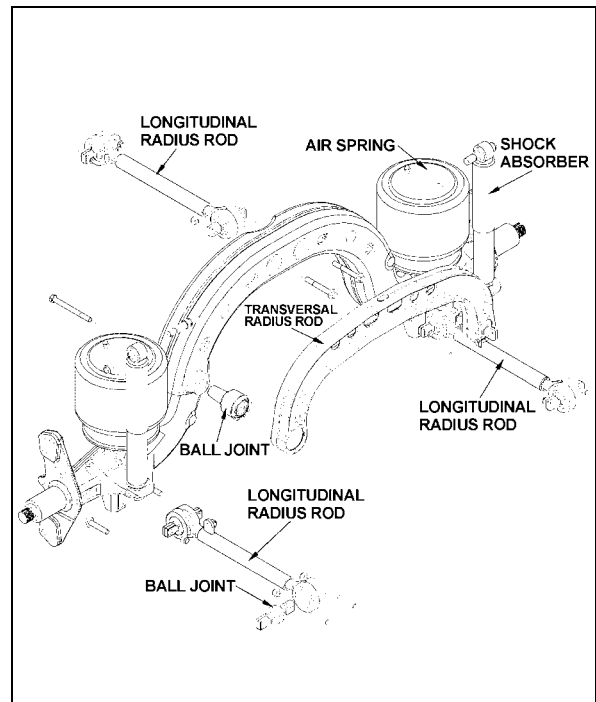 LONGITUDINAL
RADIUS ROD
AIR SPRING
SHOCK
ABSORBER
TRANSVERSAL
RADIUS ROD
LONGITUDINAL
RADIUS ROD
BALL JOINT
LONGITUDINAL
RADIUS ROD
BALL JOINT